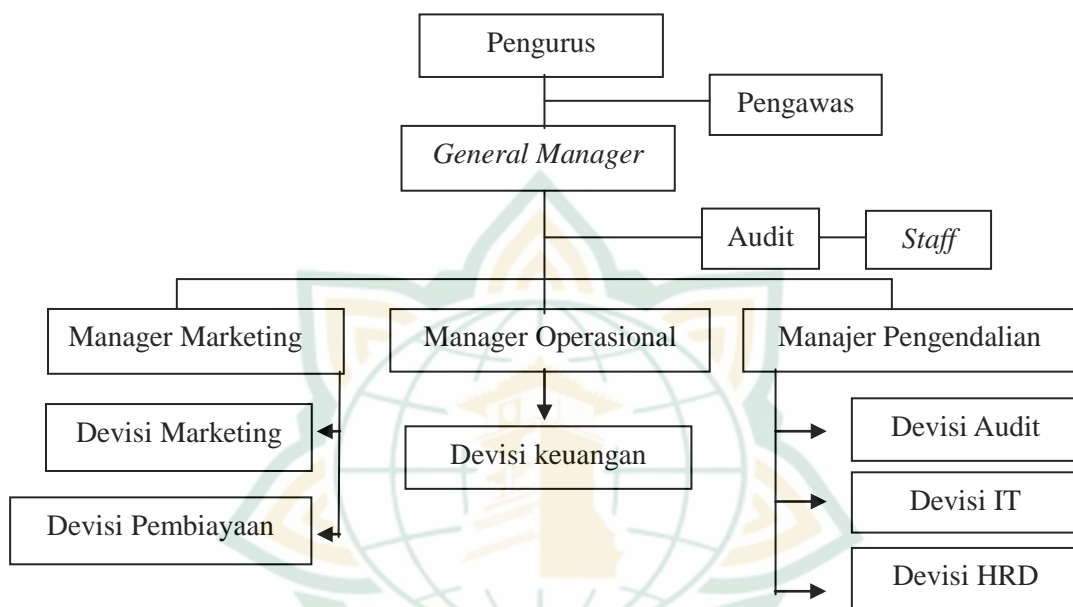 Pengurus
Pengawas
General Manager
Audit
Staff
Manager Marketing
Manager Operasional
Manajer Pengendalian
Devisi Marketing
Devisi keuangan
Devisi Audit
Devisi Pembiayaan
Devisi IT
Devisi HRD